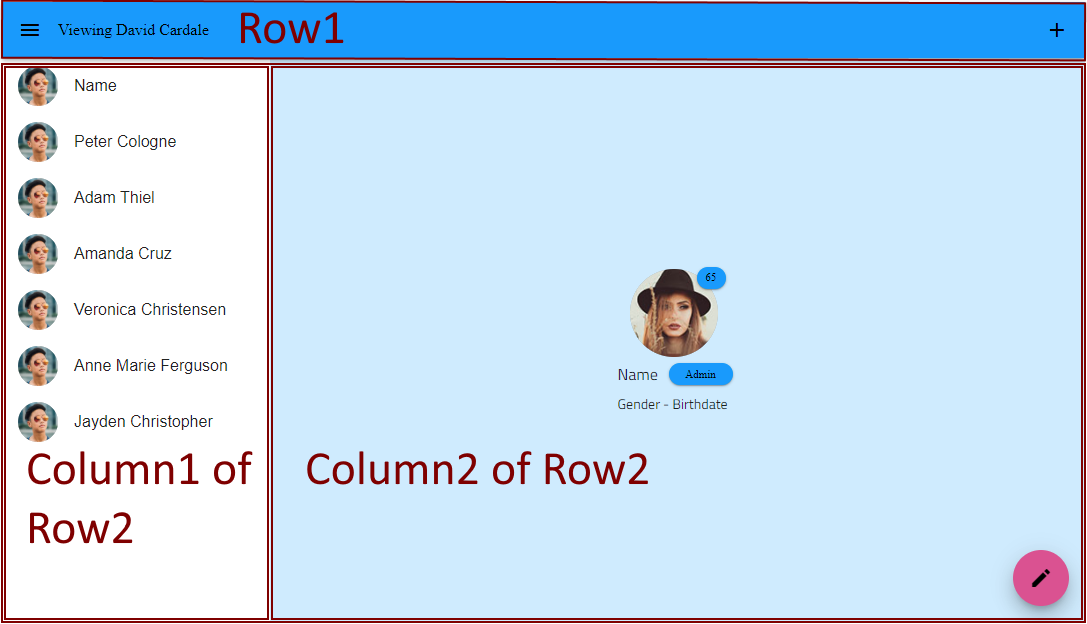 Viewing David Cardale Row1
Name
Peter Cologne
Adam Thiel
Amanda Cruz
Veronica Christensen
Anne Marie Ferguson
Jayden Christopher
Column1 of
Row2
65
Name Admin
Gender - Birthdate
Column2 of Row2